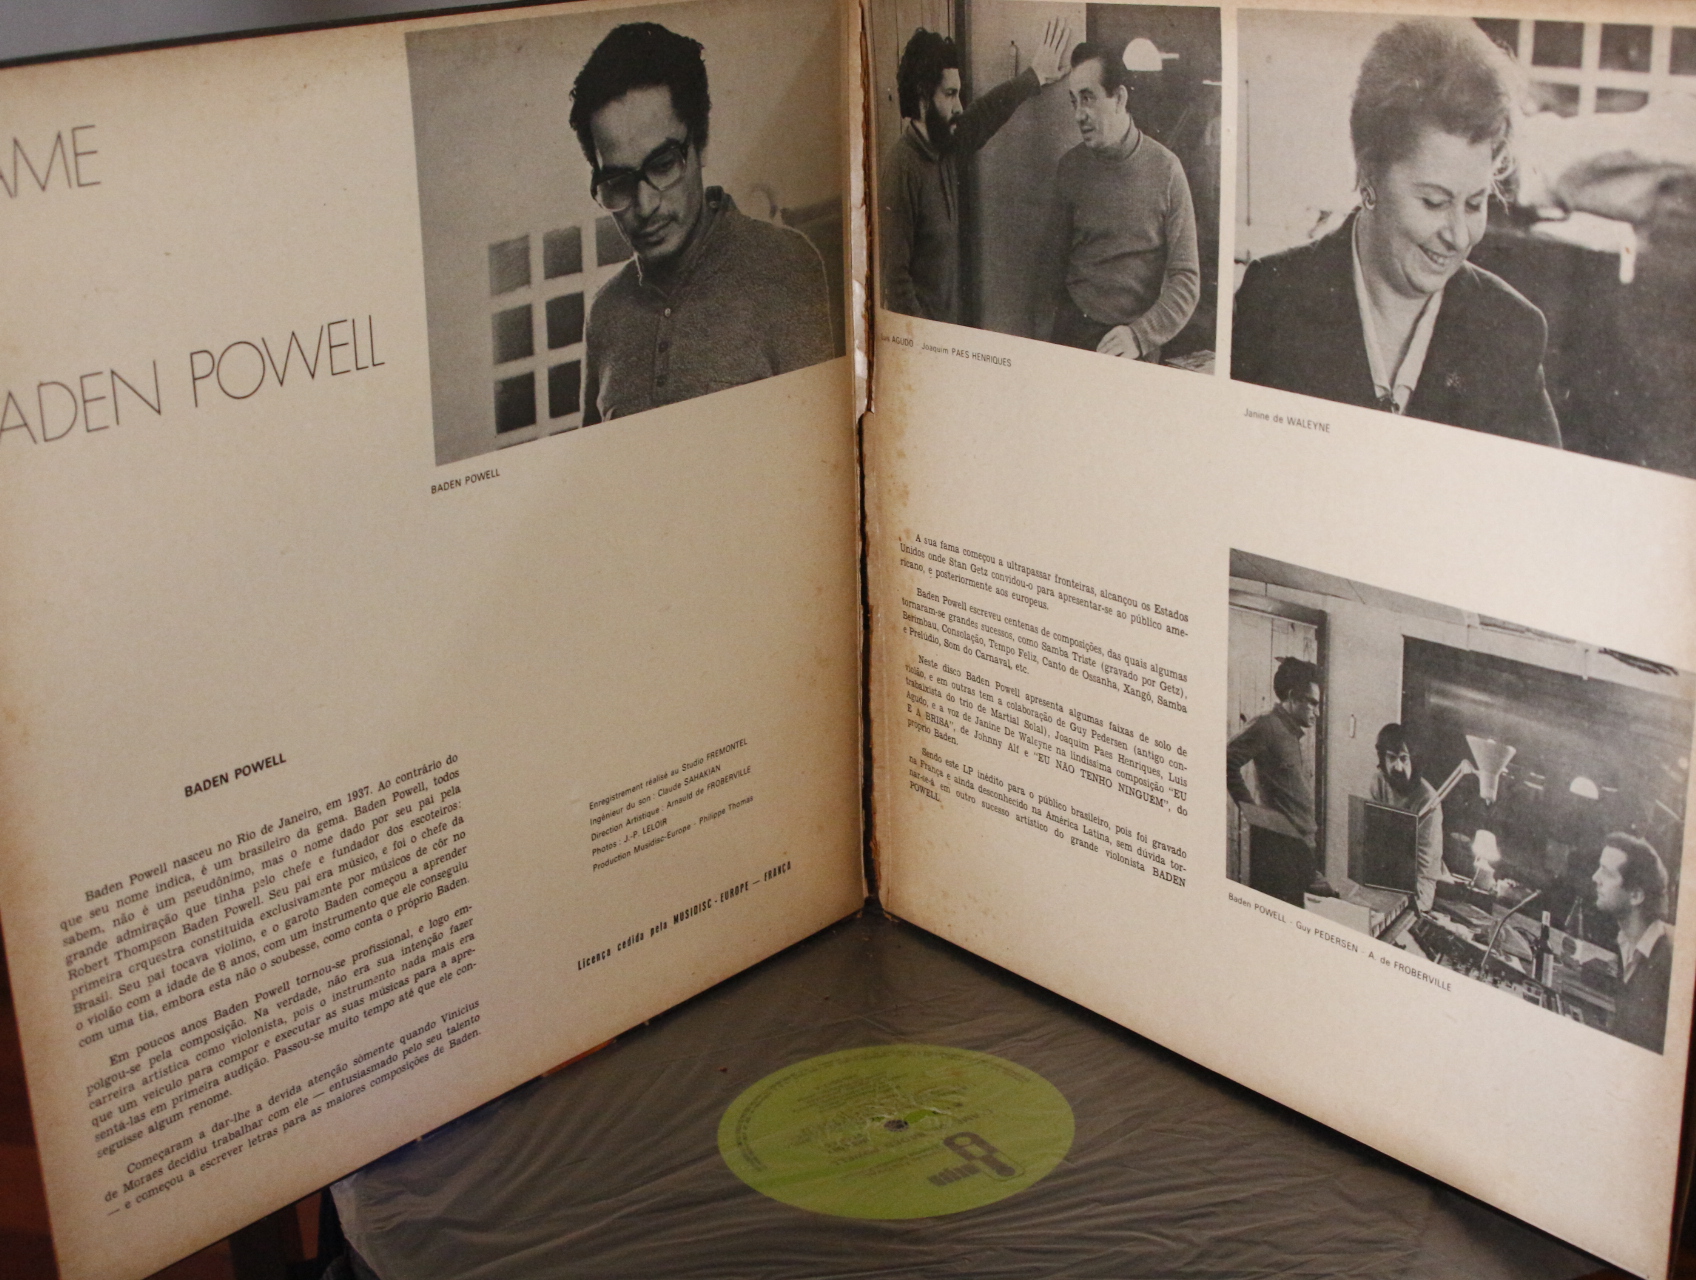 AME
ADEN POWELL
BADEN POWELL
BADEN POWELL
Baden Powell nasceu no Rio de Janeiro, em 1937. Ao contrário do
que seu nome indica, é um brasileiro da gema. Baden Powell, todos
sabem, não é um pseudônimo, mas o nome dado por seu pai pela
grande admiração que tinha pelo chefe e fundador dos escoteiros:
Robert Thompson Baden Powell. Seu pai era músico, e foi o chefe da
primeira orquestra constituída exclusivamente por músicos de côr no
Brasil. Seu pai tocava violino, e o garoto Baden começou a aprender
o violão com a idade de 8 anos, com um instrumento que ele conseguiu
com uma tia, embora esta não o soubesse, como conta o próprio Baden.
Em poucos anos Baden Powell tornou-se profissional, e logo em-
polgou-se pela composição. Na verdade, não era sua intenção fazer
carreira artística como violonista, pois o instrumento nada mais era
que um veículo para compor e executar as suas músicas para a apre-
sentá-las em primeira audição. Passou-se muito tempo até que ele con-
seguisse algum renome.
Começaram a dar-lhe a devida atenção sòmente quando Vinicius
de Moraes decidiu trabalhar com ele — entusiasmado pelo seu talento
— e começou a escrever letras para as maiores composições de Baden.
Enregistrement réalisé au Studio FREMONTEL
Ingénieur du son : Claude SAHAKIAN
Direction Artistique : Arnauld de FROBERVILLE
Photos : J.-P. LELOIR
Production Musidisc-Europe - Philippe Thomas
Licença cedida pela MUSIDISC - EUROPE — FRANÇA
Luis AGUDO - Joaquim PAES HENRIQUES
Janine de WALEYNE
A sua fama começou a ultrapassar fronteiras, alcançou os Estados
Unidos onde Stan Getz convidou-o para apresentar-se ao público ame-
ricano, e posteriormente aos europeus.
Baden Powell escreveu centenas de composições, das quais algumas
tornaram-se grandes sucessos, como Samba Triste (gravado por Getz),
Berimbau, Consolação, Tempo Feliz, Canto de Ossanha, Xangô, Samba
e Prelúdio, Som do Carnaval, etc.
Neste disco Baden Powell apresenta algumas faixas de solo de
violão, e em outras tem a colaboração de Guy Pedersen (antigo con-
trabaixista do trio de Martial Solal), Joaquim Paes Henriques, Luis
Agudo, e a voz de Janine De Waleyne na lindíssima composição "EU
E A BRISA", de Johnny Alf e "EU NÃO TENHO NINGUEM", do
próprio Baden.
Sendo este LP inédito para o público brasileiro, pois foi gravado
na França e ainda desconhecido na América Latina, sem dúvida tor-
nar-se-á em outro sucesso artístico do grande violonista BADEN
POWELL.
Baden POWELL - Guy PEDERSEN - A. de FROBERVILLE